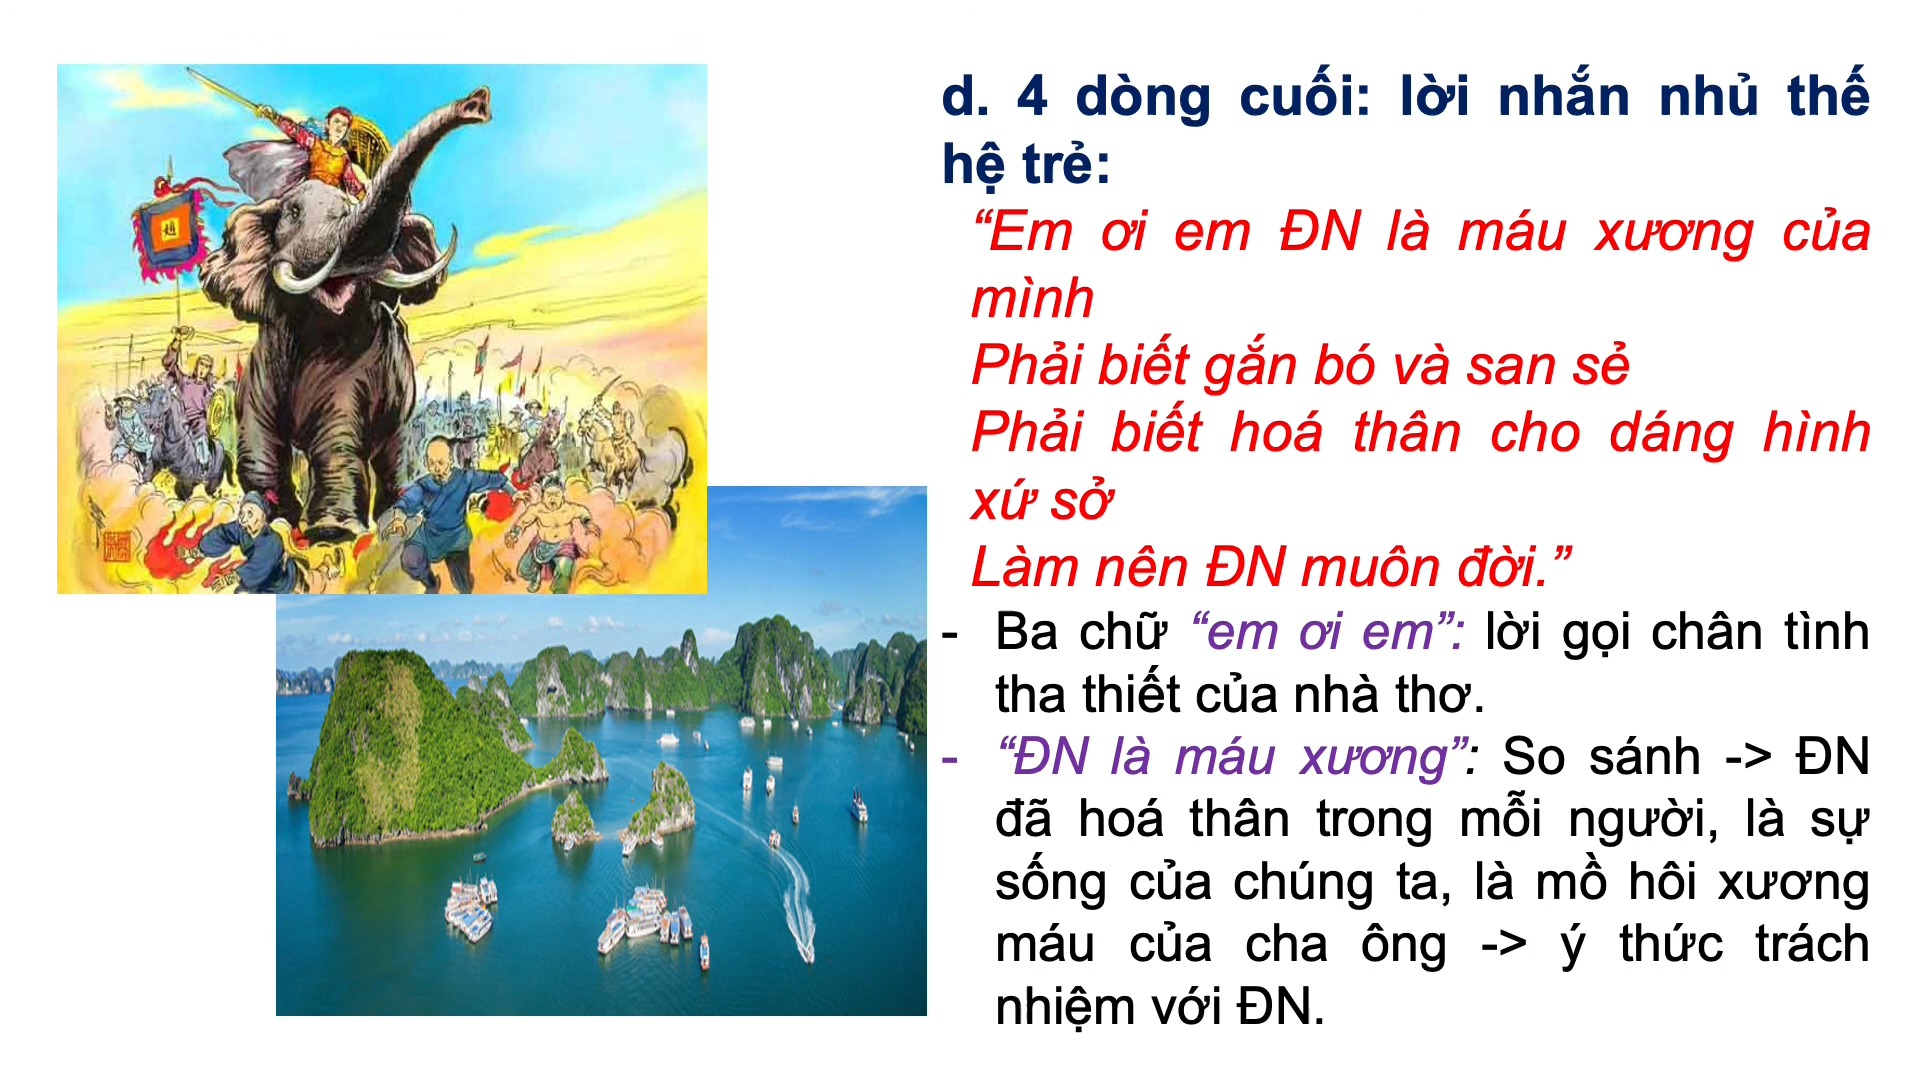 d. 4 dòng cuối: lời nhắn nhủ thế
hệ trẻ:
“Em ơi em ĐN là máu xương của
mình
Phải biết gắn bó và san sẻ
Phải biết hoá thân cho dáng hình
xứ sở
Làm nên ĐN muôn đời.”
- Ba chữ “em ơi em”: lời gọi chân tình
tha thiết của nhà thơ.
- “ĐN là máu xương”: So sánh -> ĐN
đã hoá thân trong mỗi người, là sự
sống của chúng ta, là mồ hôi xương
máu của cha ông -> ý thức trách
nhiệm với ĐN.